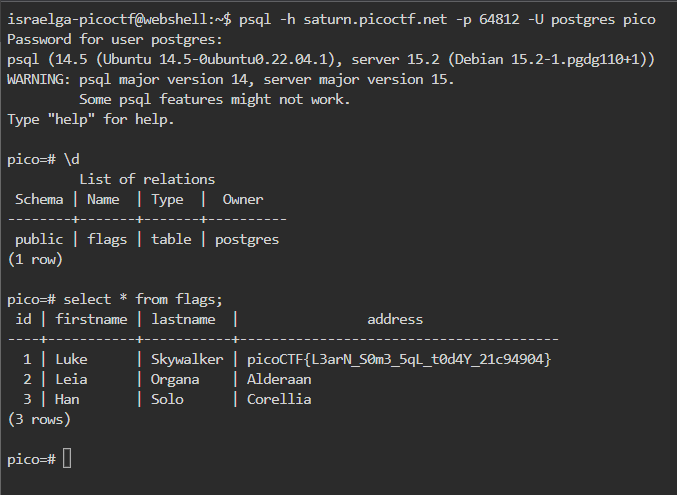 israelga-picoctf@webshell:~$ psql -h saturn.picoctf.net -p 64812 -U postgres pico
Password for user postgres:
psql (14.5 (Ubuntu 14.5-0ubuntu0.22.04.1), server 15.2 (Debian 15.2-1.pgdg110+1))
WARNING: psql major version 14, server major version 15.
         Some psql features might not work.
Type "help" for help.

pico=# \d
         List of relations
 Schema | Name  | Type  |  Owner
--------+-------+-------+----------
 public | flags | table | postgres
(1 row)

pico=# select * from flags;
 id | firstname | lastname  |                address
----+-----------+-----------+----------------------------------------
  1 | Luke      | Skywalker | picoCTF{L3arN_S0m3_5qL_t0d4Y_21c94904}
  2 | Leia      | Organa    | Alderaan
  3 | Han       | Solo      | Corellia
(3 rows)

pico=#